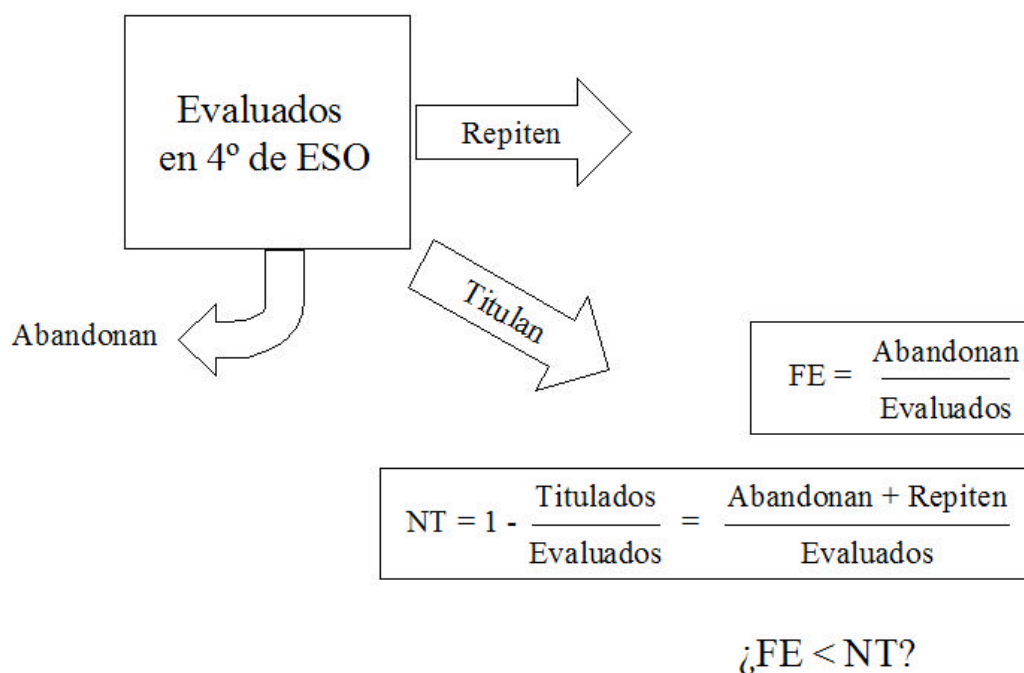 Evaluados
en 4º de ESO
Repiten
Abandonan
Titulan
FE = Abandonan
Evaluados
NT = 1 - Titulados = Abandonan + Repiten
Evaluados Evaluados
¿FE < NT?